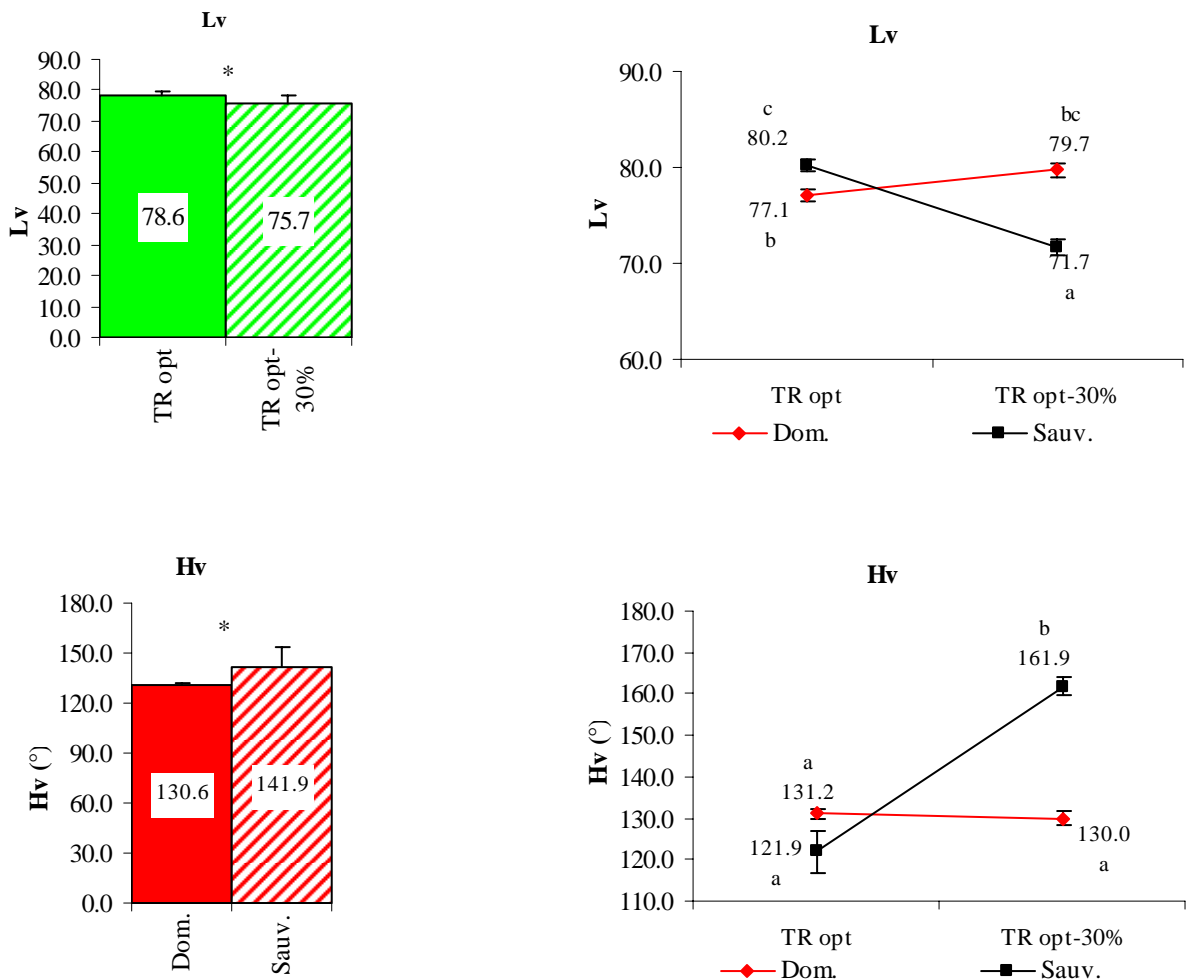 Lv
90.0
80.0
70.0
60.0
50.0
40.0
30.0
20.0
10.0
0.0
Lv
*
78.6
75.7
TR opt
TR opt-
30%
Lv
90.0
80.0
70.0
60.0
Lv
c
80.2
77.1
b
bc
79.7
71.7
a
TR opt
TR opt-30%
Dom.
Sauv.
Hv
180.0
150.0
120.0
90.0
60.0
30.0
0.0
Hv (°)
*
130.6
141.9
Dom.
Sauv.
Hv
180.0
170.0
160.0
150.0
140.0
130.0
120.0
110.0
Hv (°)
a
131.2
121.9
a
b
161.9
130.0
a
TR opt
TR opt-30%
Dom.
Sauv.